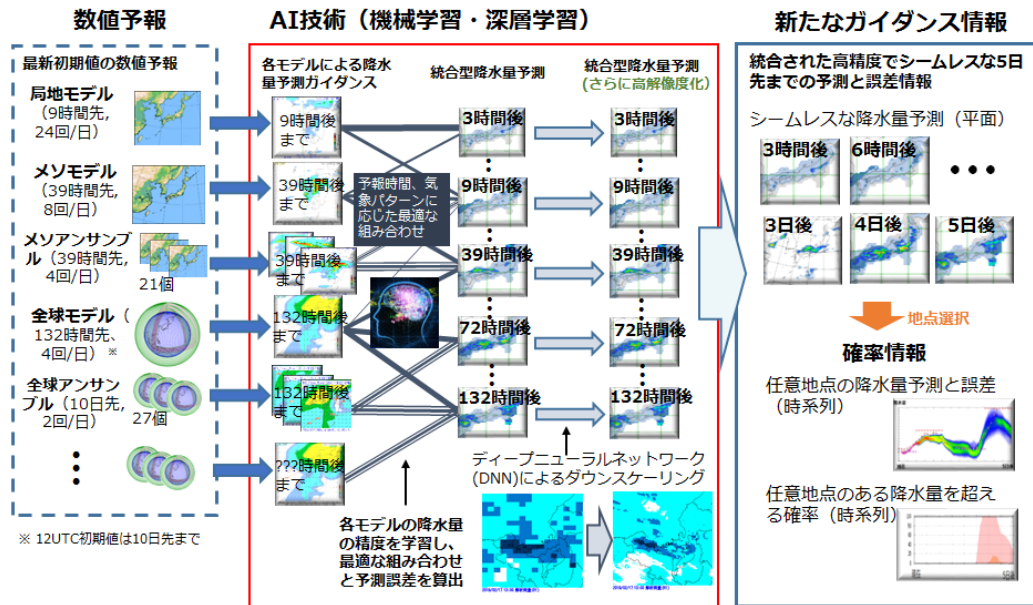 数値予報
AI技術（機械学習・深層学習）
新たなガイダンス情報
最新初期値の数値予報
局地モデル
（9時間先,
24回/日）
メソモデル
（39時間先,
8回/日）
メソアンサンブ
ル（39時間先,
4回/日）
21個
全球モデル（
132時間先、
4回/日）※
全球アンサン
ブル（10日先,
2回/日）
27個
※ 12UTC初期値は10日先まで
各モデルによる降水
量予測ガイダンス
9時間後
まで
39時間後
まで
39時間後
まで
132時間後
まで
132時間後
まで
???時間後
まで
予報時間、気
象パターンに
応じた最適な
組み合わせ
統合型降水量予測
3時間後
9時間後
39時間後
72時間後
132時間後
統合型降水量予測
(さらに高解像度化)
3時間後
9時間後
39時間後
72時間後
132時間後
各モデルの降水量
の精度を学習し、
最適な組み合わせ
と予測誤差を算出
ディープニューラルネットワーク
(DNN)によるダウンスケーリング
統合された高精度でシームレスな5日
先までの予測と誤差情報
シームレスな降水量予測（平面）
3時間後
6時間後
3日後
4日後
5日後
地点選択
確率情報
任意地点の降水量予測と誤差
（時系列）
任意地点のある降水量を超え
る確率（時系列）